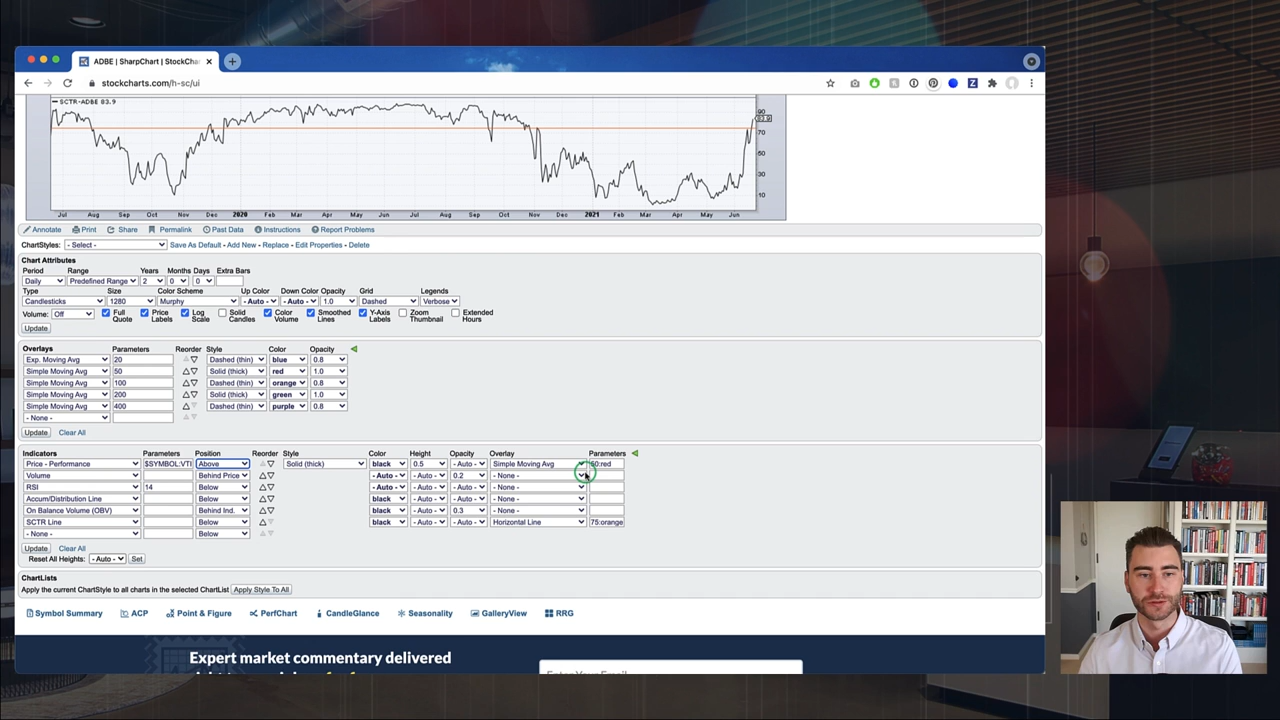 ADBE | SharpChart | StockCha
stockcharts.com/h-sc/ui
SCTR-ADBE 83.9
90
83.9
70
50
30
10
Jul Aug Sep Oct Nov Dec 2020 Feb Mar Apr May Jun Jul Aug Sep Oct Nov Dec 2021 Feb Mar Apr May Jun
Annotate Print Share Permalink Past Data Instructions Report Problems
ChartStyles: - Select - Save As Default - Add New - Replace - Edit Properties - Delete
Chart Attributes
Period Range Years Months Days Extra Bars
Daily Predefined Range 2 0 0
Type Size Color Scheme Up Color Down Color Opacity Grid Legends
Candlesticks 1280 Murphy - Auto - - Auto - 1.0 Dashed Verbose
Volume: Off Full Quote Price Labels Log Scale Solid Candles Color Volume Smoothed Lines Y-Axis Labels Zoom Thumbnail Extended Hours
Update
Overlays Parameters Reorder Style Color Opacity
Exp. Moving Avg 20 Dashed (thin) blue 0.8
Simple Moving Avg 50 Solid (thick) red 1.0
Simple Moving Avg 100 Dashed (thin) orange 0.8
Simple Moving Avg 200 Solid (thick) green 1.0
Simple Moving Avg 400 Dashed (thin) purple 0.8
- None -
Update Clear All
Indicators Parameters Position Reorder Style Color Height Opacity Overlay Parameters
Price - Performance $SYMBOL:VTI Above Solid (thick) black 0.5 - Auto - Simple Moving Avg 50:red
Volume Behind Price - Auto - - Auto - 0.2 - None -
RSI 14 Below - Auto - - Auto - - Auto - - None -
Accum/Distribution Line Below black - Auto - - Auto - - None -
On Balance Volume (OBV) Behind Ind. black - Auto - 0.3 - None -
SCTR Line Below black - Auto - - Auto - Horizontal Line 75:orange
- None - Below
Update Clear All
Reset All Heights: - Auto - Set
ChartLists
Apply the current ChartStyle to all charts in the selected ChartList Apply Style To All
Symbol Summary ACP Point & Figure PerfChart CandleGlance Seasonality GalleryView RRG
Expert market commentary delivered